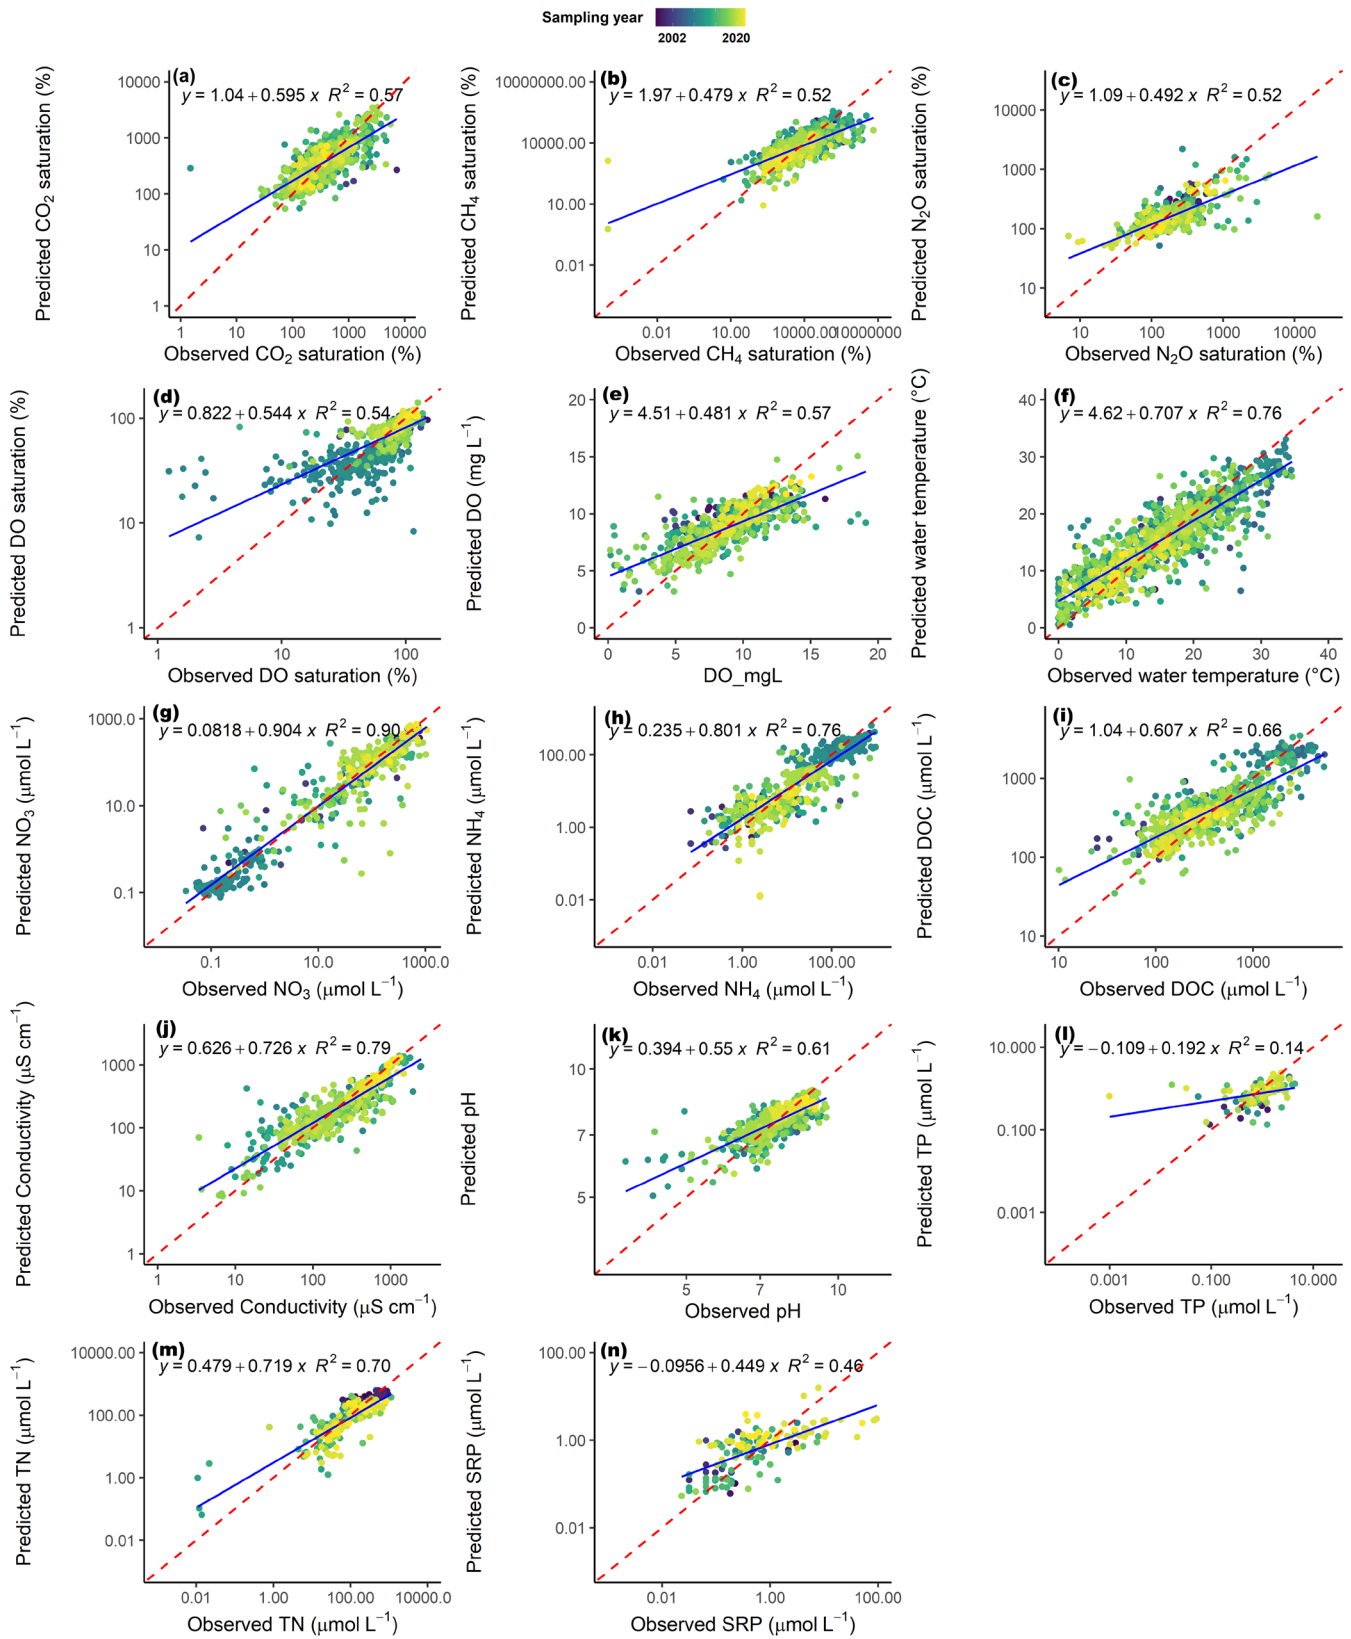 Sampling year
2002 2020
(a)
y = 1.04 + 0.595 x R² = 0.57
Predicted CO₂ saturation (%)
10000
1000
100
10
1
1 10 100 1000 10000
Observed CO₂ saturation (%)
(b)
y = 1.97 + 0.479 x R² = 0.52
Predicted CH₄ saturation (%)
10000000.00
10000.00
10.00
0.01
0.01 10.00 10000.00 10000000.00
Observed CH₄ saturation (%)
(c)
y = 1.09 + 0.492 x R² = 0.52
Predicted N₂O saturation (%)
10000
1000
100
10
10 100 1000 10000
Observed N₂O saturation (%)
(d)
y = 0.822 + 0.544 x R² = 0.54
Predicted DO saturation (%)
100
10
1
1 10 100
Observed DO saturation (%)
(e)
y = 4.51 + 0.481 x R² = 0.57
Predicted DO (mg L⁻¹)
20
15
10
5
0
0 5 10 15 20
DO_mgL
(f)
y = 4.62 + 0.707 x R² = 0.76
Predicted water temperature (°C)
40
30
20
10
0
0 10 20 30 40
Observed water temperature (°C)
(g)
y = 0.0818 + 0.904 x R² = 0.90
Predicted NO₃ (μmol L⁻¹)
1000.0
10.0
0.1
0.1 10.0 1000.0
Observed NO₃ (μmol L⁻¹)
(h)
y = 0.235 + 0.801 x R² = 0.76
Predicted NH₄ (μmol L⁻¹)
100.00
1.00
0.01
0.01 1.00 100.00
Observed NH₄ (μmol L⁻¹)
(i)
y = 1.04 + 0.607 x R² = 0.66
Predicted DOC (μmol L⁻¹)
1000
100
10
10 100 1000
Observed DOC (μmol L⁻¹)
(j)
y = 0.626 + 0.726 x R² = 0.79
Predicted Conductivity (μS cm⁻¹)
1000
100
10
1
1 10 100 1000
Observed Conductivity (μS cm⁻¹)
(k)
y = 0.394 + 0.55 x R² = 0.61
Predicted pH
10
7
5
5 7 10
Observed pH
(l)
y = −0.109 + 0.192 x R² = 0.14
Predicted TP (μmol L⁻¹)
10.000
0.100
0.001
0.001 0.100 10.000
Observed TP (μmol L⁻¹)
(m)
y = 0.479 + 0.719 x R² = 0.70
Predicted TN (μmol L⁻¹)
10000.00
100.00
1.00
0.01
0.01 1.00 100.00 10000.0
Observed TN (μmol L⁻¹)
(n)
y = −0.0956 + 0.449 x R² = 0.46
Predicted SRP (μmol L⁻¹)
100.00
1.00
0.01
0.01 1.00 100.00
Observed SRP (μmol L⁻¹)